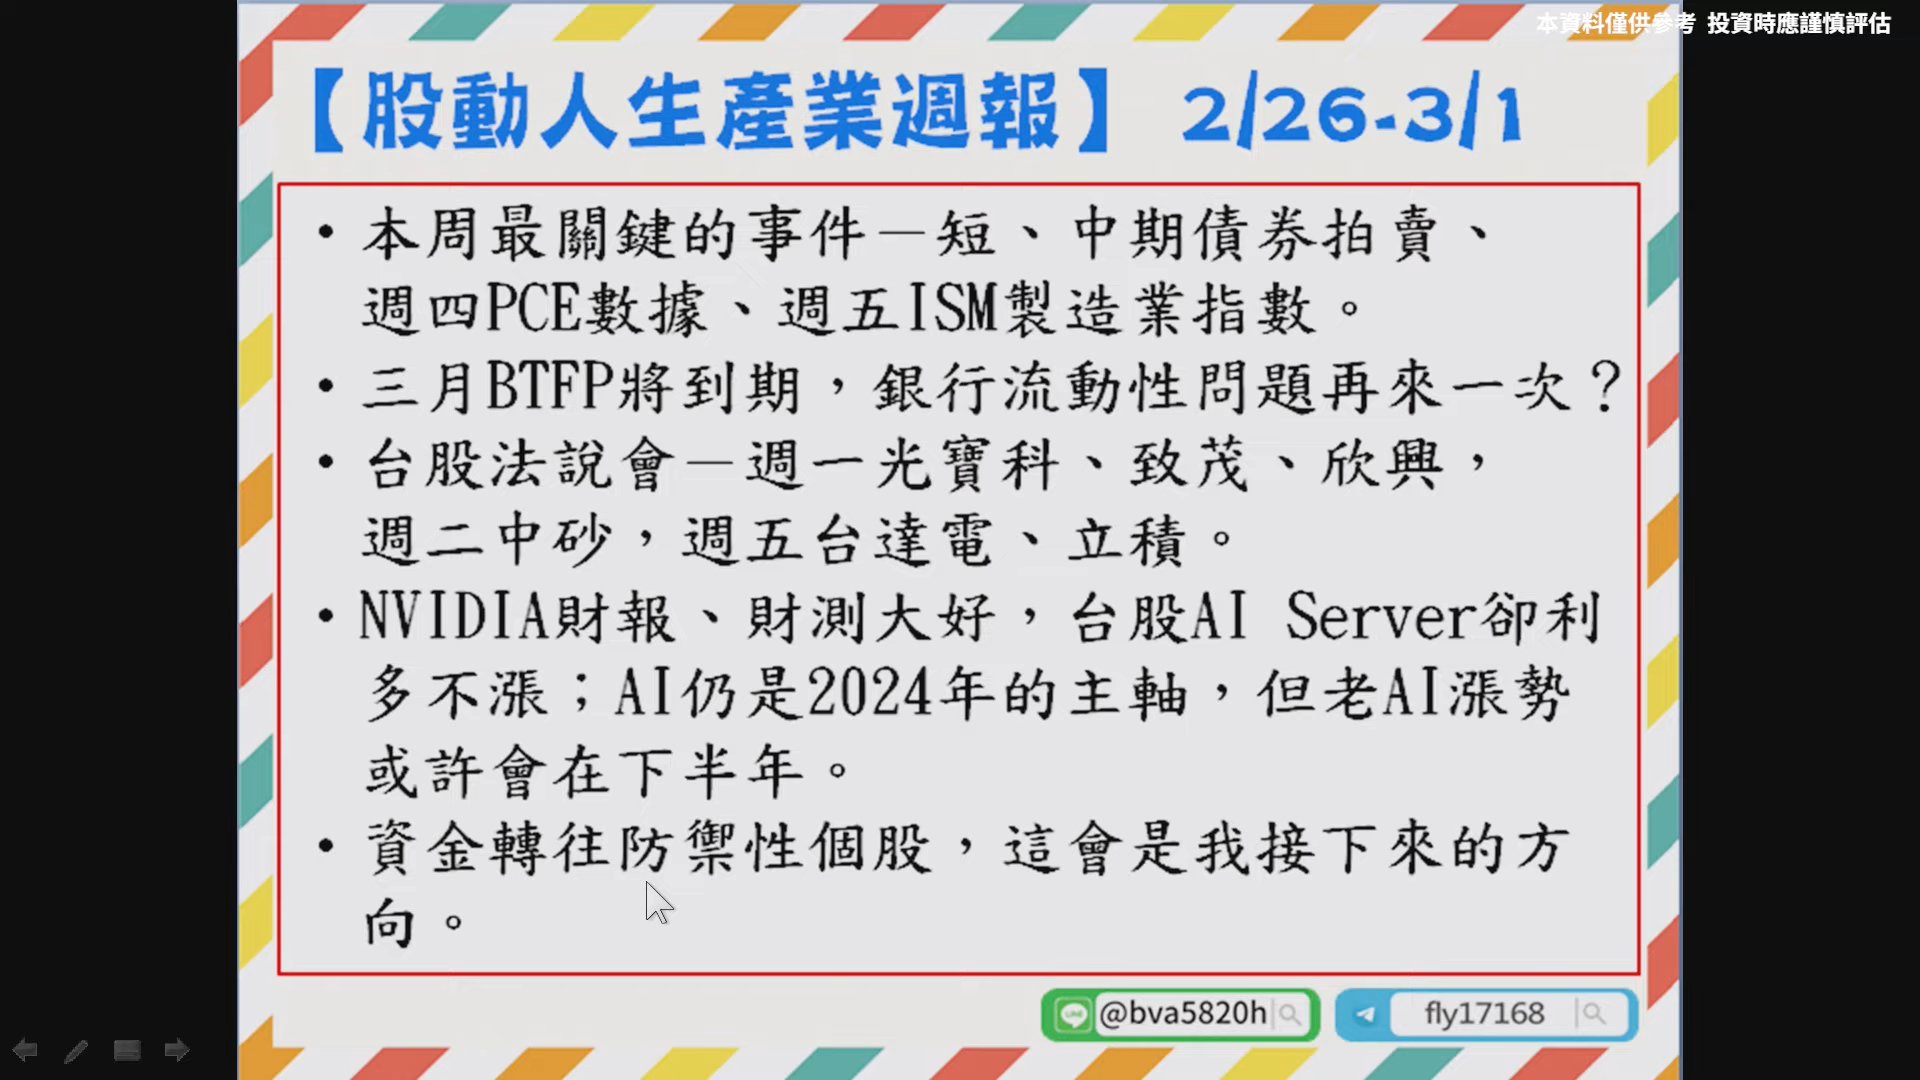 本資料僅供參考 投資時應謹慎評估
【股動人生產業週報】 2/26-3/1
• 本周最關鍵的事件—短、中期債券拍賣、
週四PCE數據、週五ISM製造業指數。
• 三月BTFP將到期，銀行流動性問題再來一次？
• 台股法說會—週一光寶科、致茂、欣興，
週二中砂，週五台達電、立積。
• NVIDIA財報、財測大好，台股AI Server卻利
多不漲；AI仍是2024年的主軸，但老AI漲勢
或許會在下半年。
• 資金轉往防禦性個股，這會是我接下來的方
向。
@bva5820h
fly17168